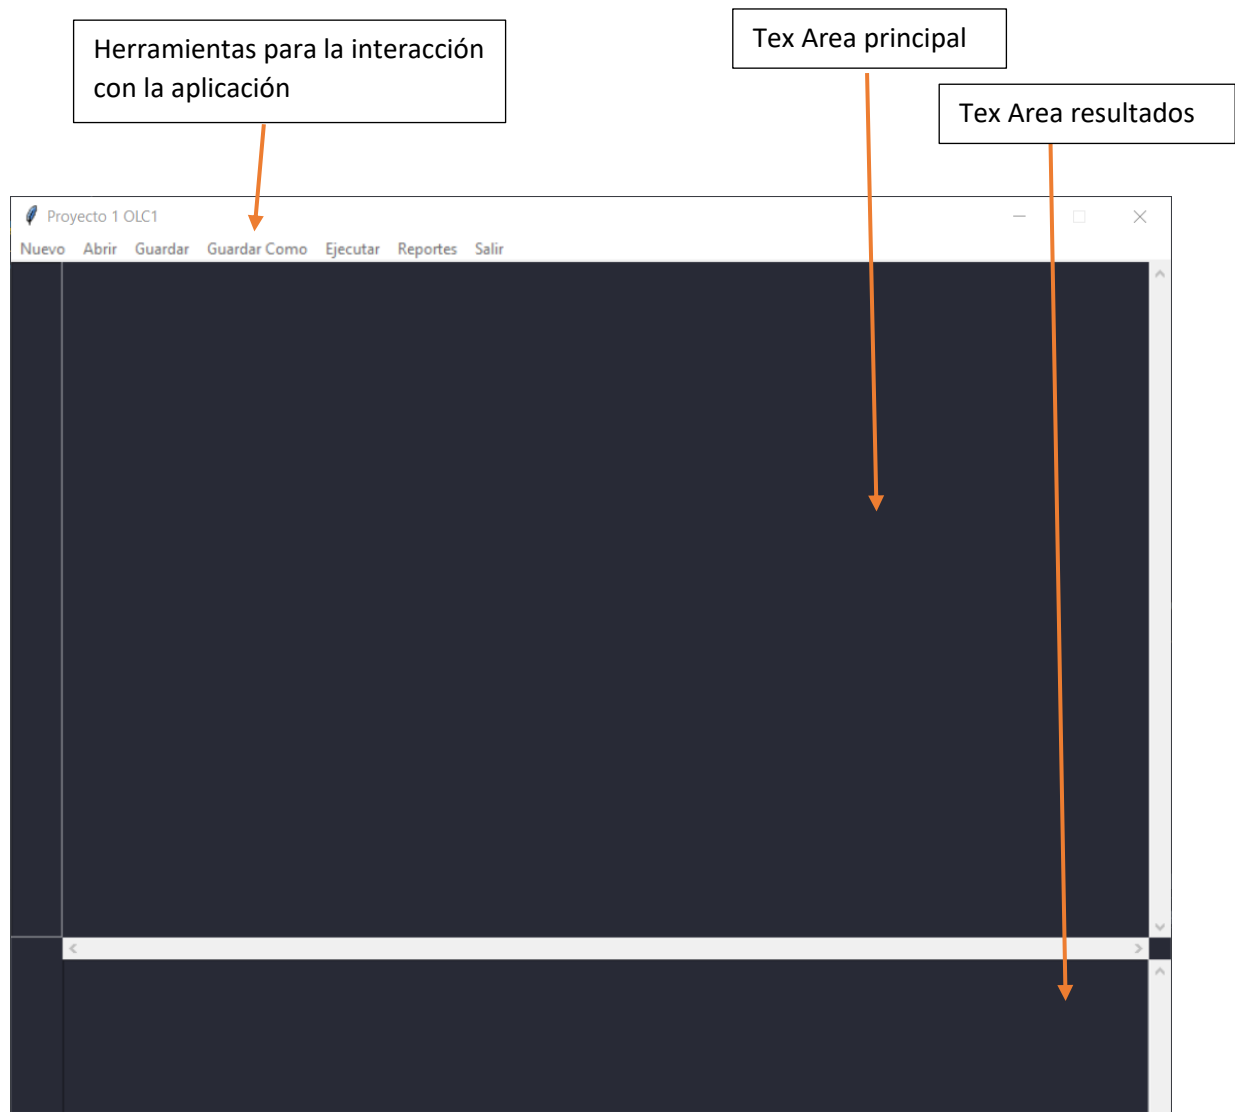 Herramientas para la interacción
con la aplicación
Tex Area principal
Tex Area resultados
Proyecto 1 OLC1
Nuevo Abrir Guardar Guardar Como Ejecutar Reportes Salir